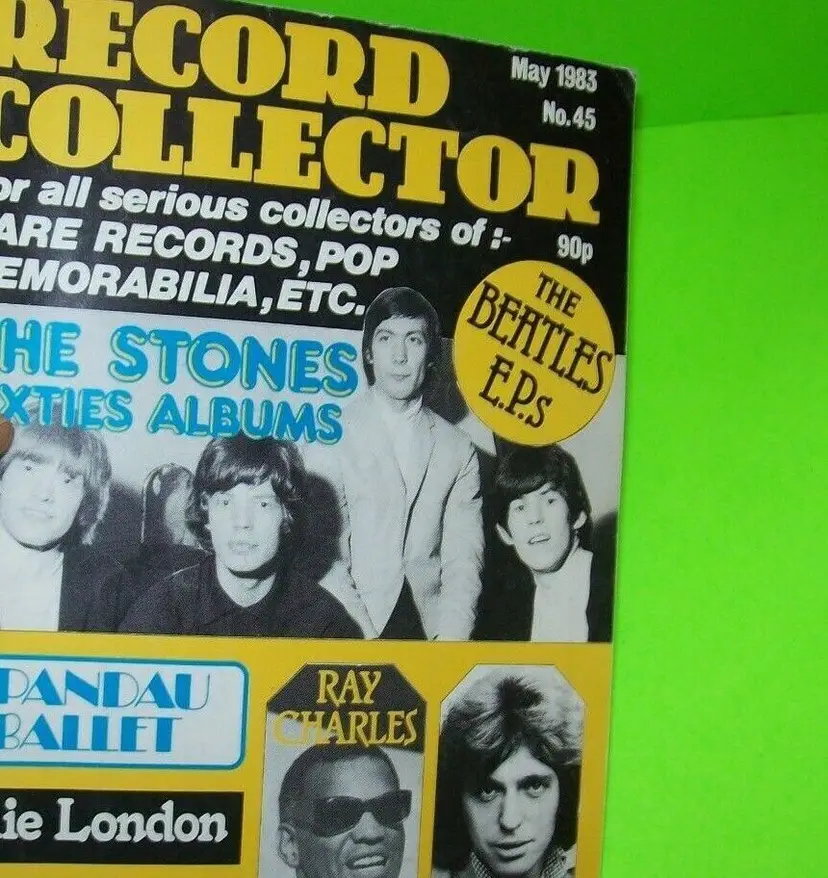 RECORD
COLLECTOR
May 1983
No.45
or all serious collectors of :-
ARE RECORDS, POP
EMORABILIA, ETC.
90p
THE
BEATLES
E.P.s
HE STONES
XTIES ALBUMS
PANDAU
BALLET
RAY
CHARLES
ie London